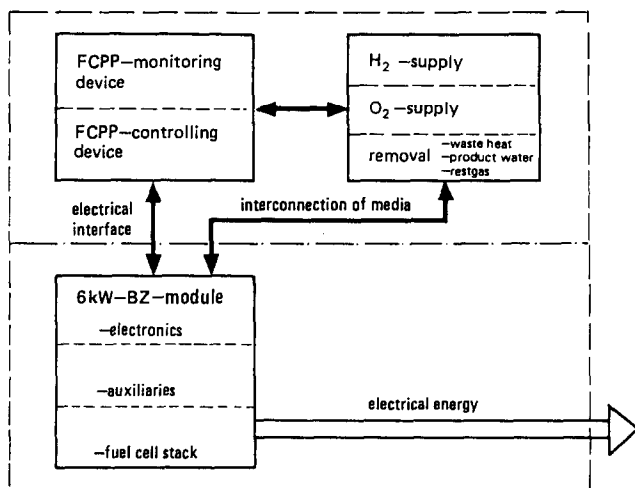 FCPP—monitoring
device
FCPP—controlling
device
H₂ —supply
O₂ —supply
removal
—waste heat
—product water
—restgas
electrical
interface
interconnection of media
6kW—BZ—module
—electronics
—auxiliaries
—fuel cell stack
electrical energy